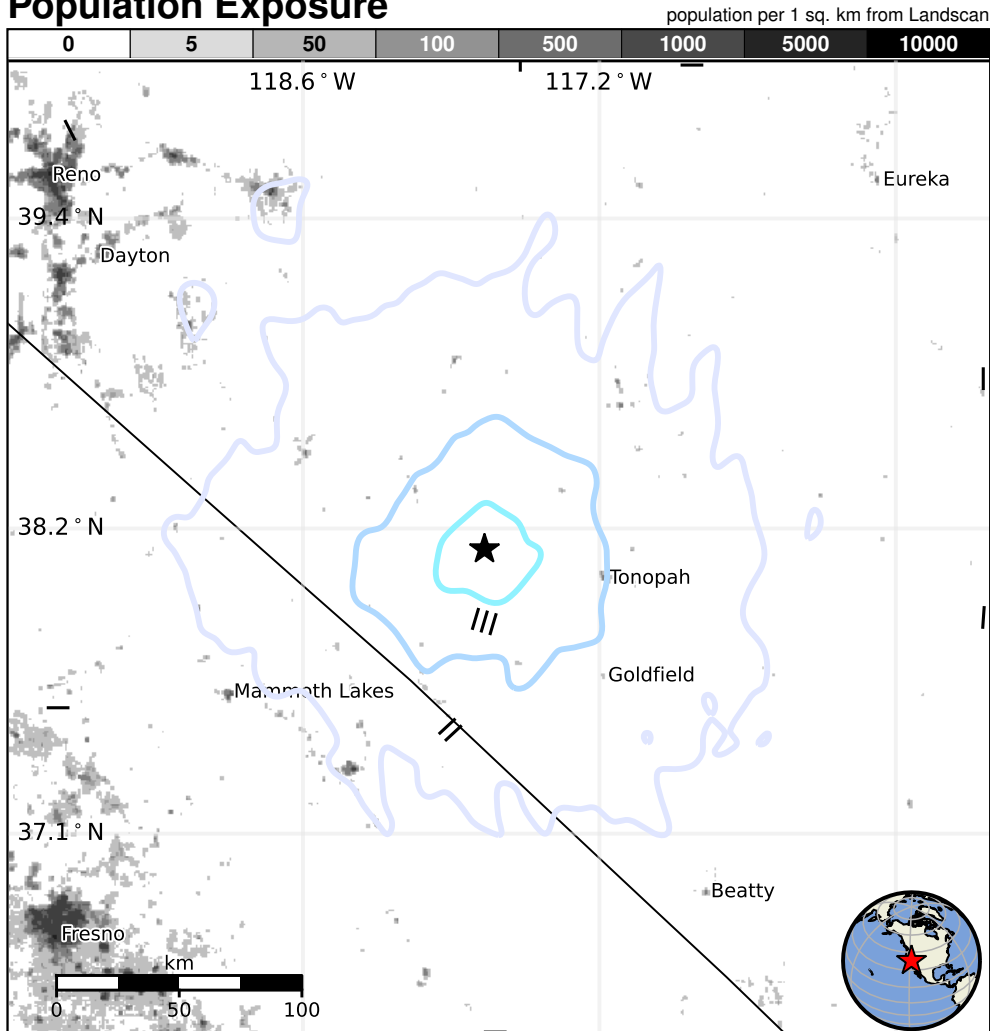 Population Exposure
population per 1 sq. km from Landscan
0 5 50 100 500 1000 5000 10000
118.6°W 117.2°W
Reno
Eureka
39.4°N
Dayton
38.2°N
Tonopah
Goldfield
Mammoth Lakes
37.1°N
Beatty
Fresno
km
0 50 100